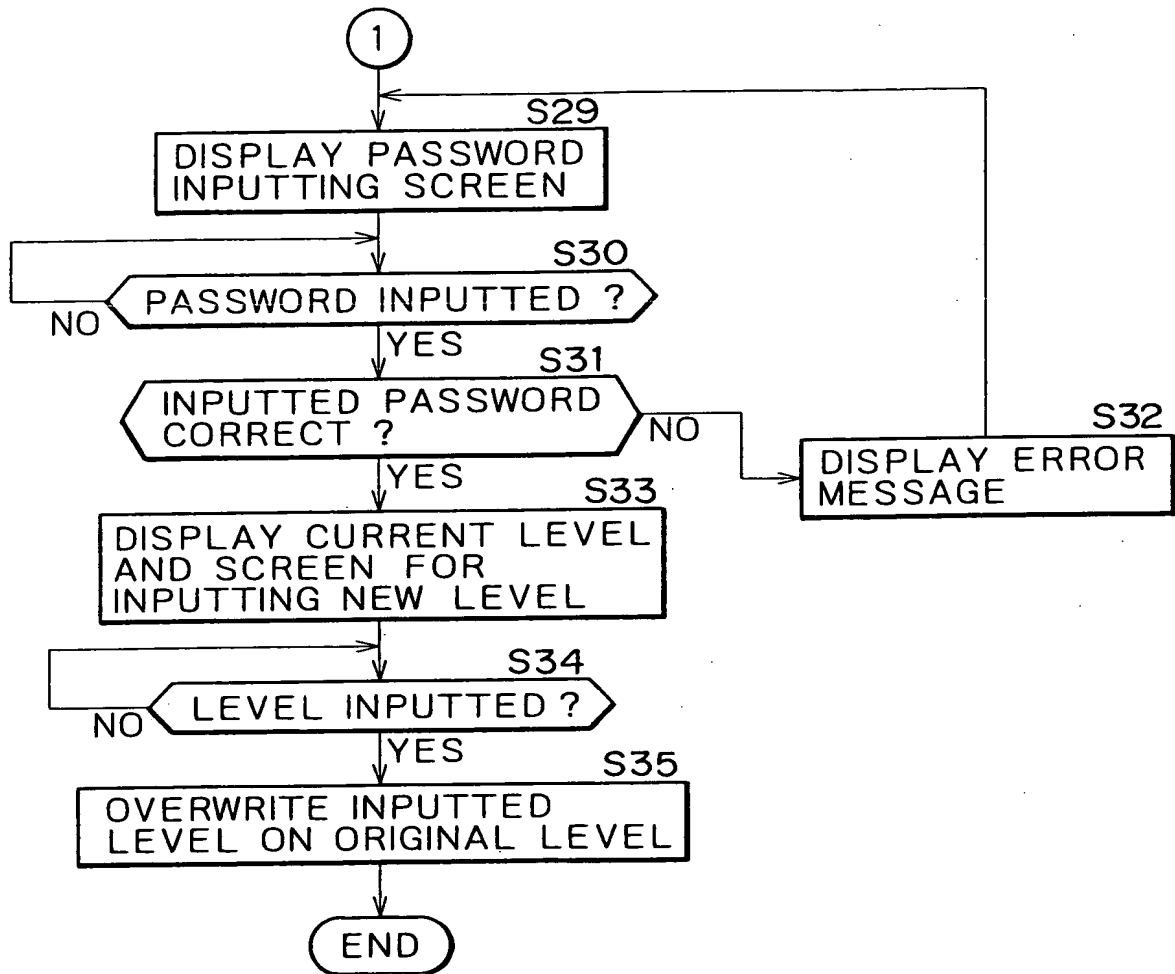 1
S29
DISPLAY PASSWORD
INPUTTING SCREEN
S30
PASSWORD INPUTTED ?
NO
YES
S31
INPUTTED PASSWORD
CORRECT ?
NO
YES
S32
DISPLAY ERROR
MESSAGE
S33
DISPLAY CURRENT LEVEL
AND SCREEN FOR
INPUTTING NEW LEVEL
S34
LEVEL INPUTTED ?
NO
YES
S35
OVERWRITE INPUTTED
LEVEL ON ORIGINAL LEVEL
END